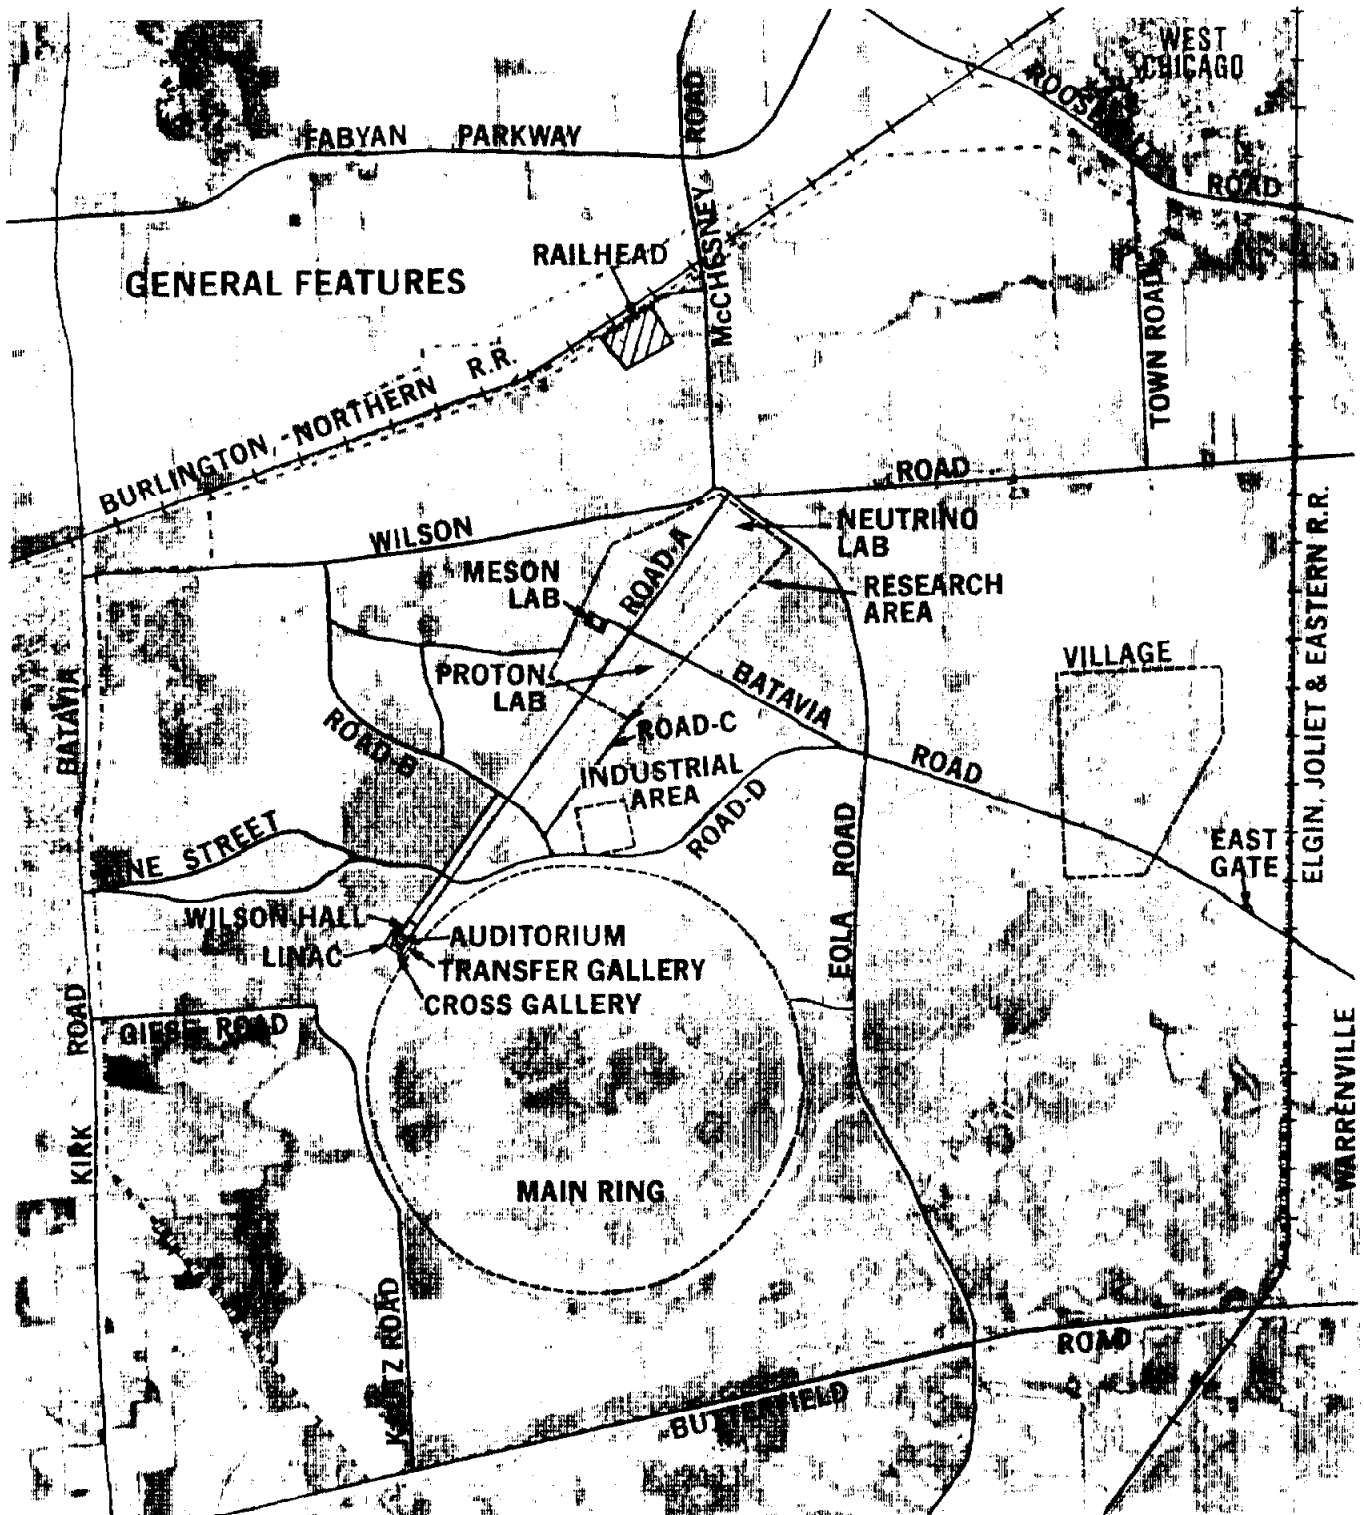 WEST
CHICAGO
ROAD
FABYAN PARKWAY
ROAD
McCHESNEY
RAILHEAD
GENERAL FEATURES
TOWN ROAD
BURLINGTON NORTHERN R.R.
ROAD
WILSON
NEUTRINO
LAB
ROAD-A
MESON
LAB
RESEARCH
AREA
ELGIN, JOLIET & EASTERN R.R.
VILLAGE
PROTON
LAB
BATAVIA
BATAVIA
ROAD-B
ROAD-C
ROAD
INDUSTRIAL
AREA
ROAD-D
STREET
EAST
GATE
EOLA ROAD
WILSON HALL
LINAC
AUDITORIUM
TRANSFER GALLERY
CROSS GALLERY
KIRK ROAD
ROAD
WARRENVILLE
MAIN RING
ROAD
ROAD
BUTTERFIELD